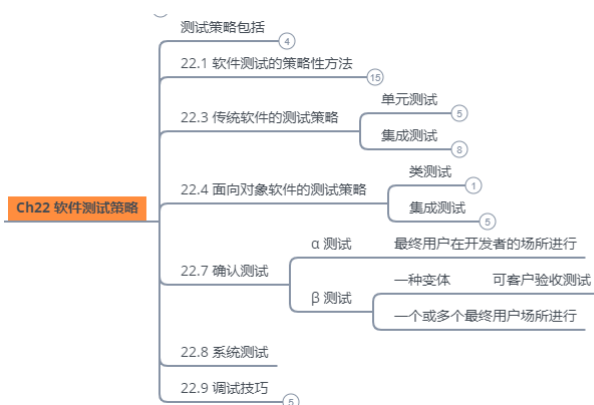 测试策略包括
4
22.1 软件测试的策略性方法
15
22.3 传统软件的测试策略
单元测试
5
集成测试
8
22.4 面向对象软件的测试策略
类测试
1
集成测试
5
Ch22 软件测试策略
22.7 确认测试
α 测试
最终用户在开发者的场所进行
β 测试
一种变体
可客户验收测试
一个或多个最终用户场所进行
22.8 系统测试
22.9 调试技巧
5